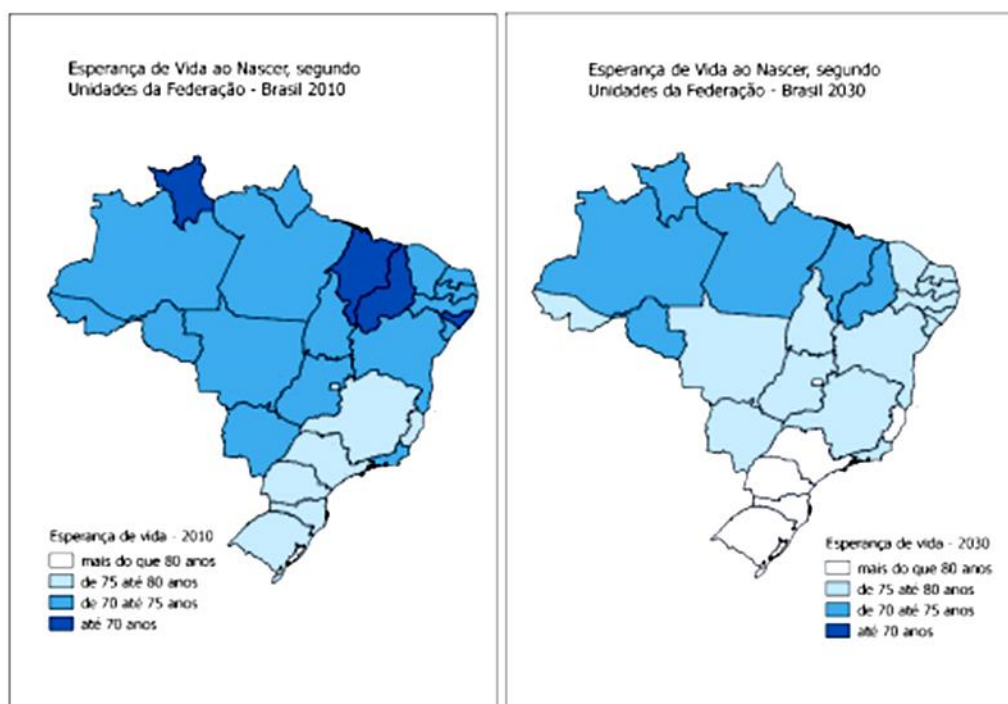 Esperança de Vida ao Nascer, segundo
Unidades da Federação - Brasil 2010
Esperança de vida - 2010
mais do que 80 anos
de 75 até 80 anos
de 70 até 75 anos
até 70 anos
Esperança de Vida ao Nascer, segundo
Unidades da Federação - Brasil 2030
Esperança de vida - 2030
mais do que 80 anos
de 75 até 80 anos
de 70 até 75 anos
até 70 anos